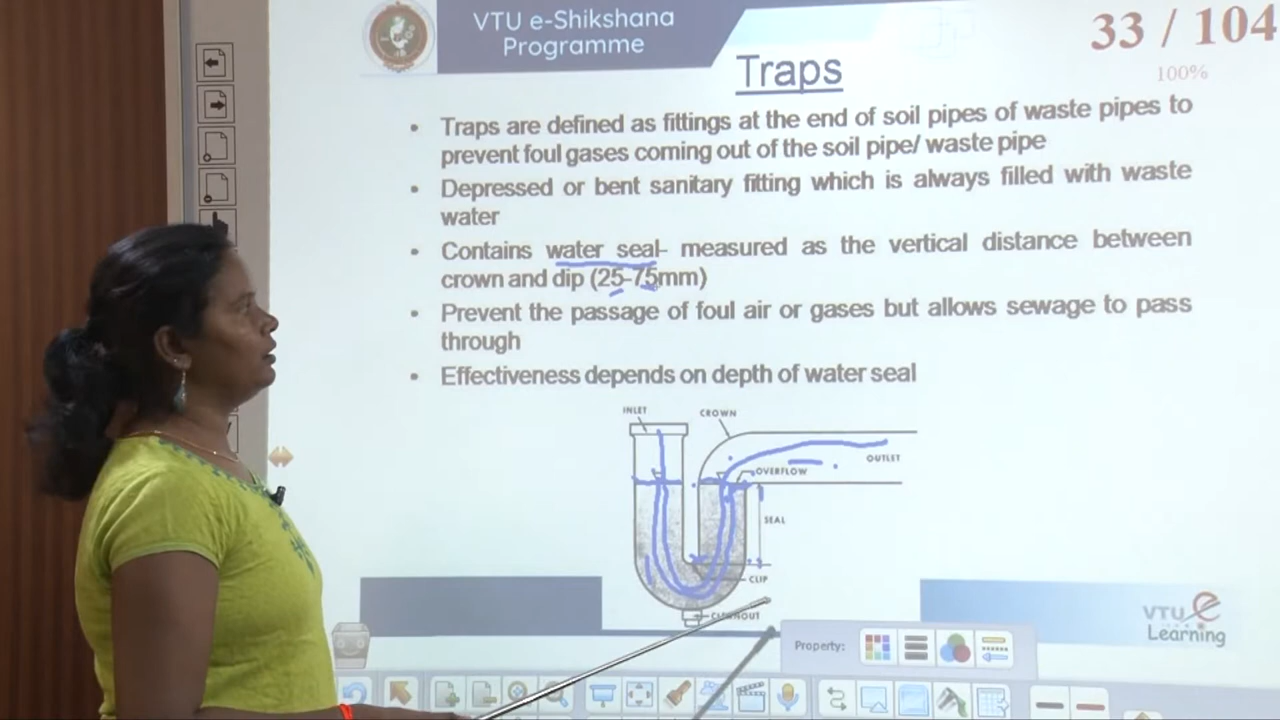 VTU e-Shikshana
Programme
33 / 104
100%
Traps
• Traps are defined as fittings at the end of soil pipes of waste pipes to
prevent foul gases coming out of the soil pipe/ waste pipe
• Depressed or bent sanitary fitting which is always filled with waste
water
• Contains water seal- measured as the vertical distance between
crown and dip (25-75mm)
• Prevent the passage of foul air or gases but allows sewage to pass
through
• Effectiveness depends on depth of water seal
INLET
CROWN
OUTLET
OVERFLOW
SEAL
CLIP
CLEANOUT
VTU e
Learning
Property: